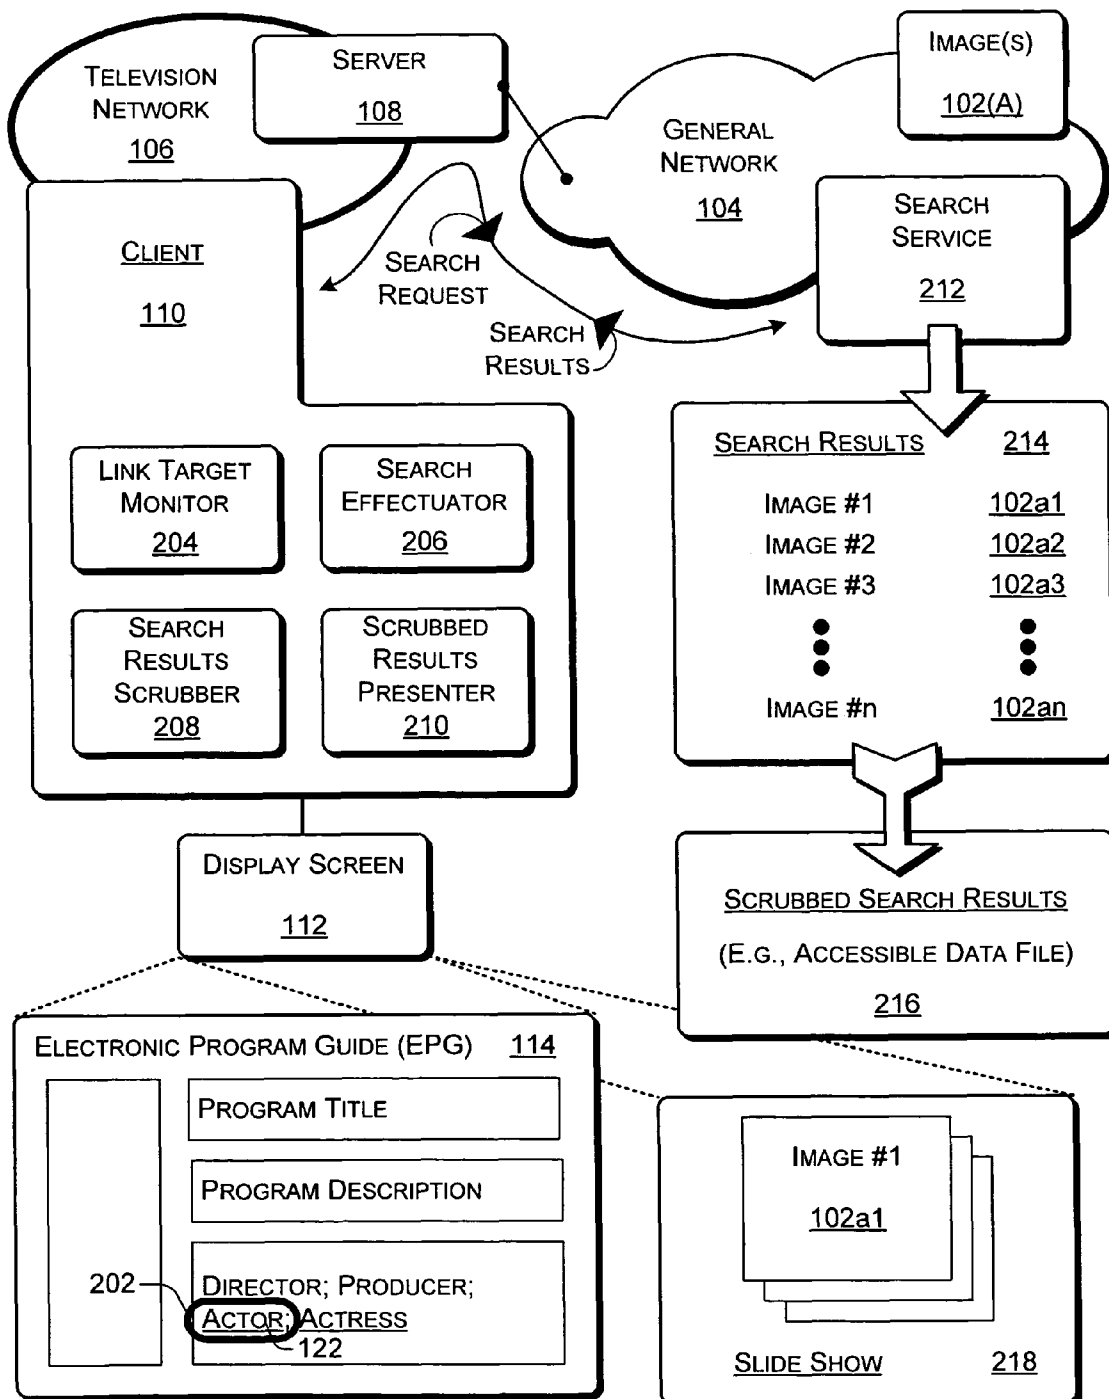 TELEVISION
NETWORK
106
SERVER
108
IMAGE(S)
102(A)
GENERAL
NETWORK
104
SEARCH
SERVICE
212
CLIENT
110
SEARCH
REQUEST
SEARCH
RESULTS
LINK TARGET
MONITOR
204
SEARCH
EFFECTUATOR
206
SEARCH
RESULTS
SCRUBBER
208
SCRUBBED
RESULTS
PRESENTER
210
SEARCH RESULTS 214
IMAGE #1 102a1
IMAGE #2 102a2
IMAGE #3 102a3
IMAGE #n 102an
DISPLAY SCREEN
112
SCRUBBED SEARCH RESULTS
(E.G., ACCESSIBLE DATA FILE)
216
ELECTRONIC PROGRAM GUIDE (EPG) 114
PROGRAM TITLE
PROGRAM DESCRIPTION
DIRECTOR; PRODUCER;
ACTOR; ACTRESS
202
122
IMAGE #1
102a1
SLIDE SHOW 218